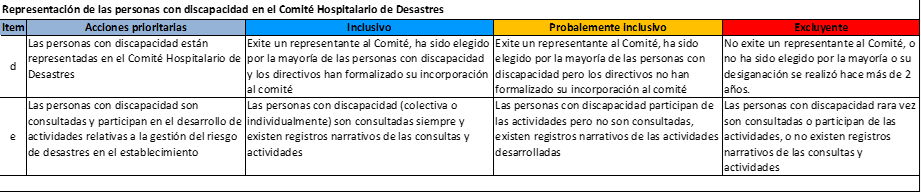 Representación de las personas con discapacidad en el Comité Hospitalario de Desastres
Item Acciones prioritarias Inclusivo Probalemente inclusivo Excluyente
d
Las personas con discapacidad están
representadas en el Comité Hospitalario de
Desastres
Exite un representante al Comité, ha sido elegido
por la mayoría de las personas con discapacidad
y los directivos han formalizado su incorporación
al comité
Exite un representante al Comité, ha sido
elegido por la mayoría de las personas con
discapacidad pero los directivos no han
formalizado su incorporación al comité
No exite un representante al Comité, o
no ha sido elegido por la mayoría o su
desiganación se realizó hace más de 2
años.
e
Las personas con discapacidad son
consultadas y participan en el desarrollo de
actividades relativas a la gestión del riesgo
de desastres en el establecimiento
Las personas con discapacidad (colectiva o
individualmente) son consultadas siempre y
existen registros narrativos de las consultas y
actividades
Las personas con discapacidad participan de
las actividades pero no son consultadas,
existen registros narrativos de las actividades
desarrolladas
Las personas con discapacidad rara vez
son consultadas o participan de las
actividades, o no existen registros
narrativos de las consultas y
actividades